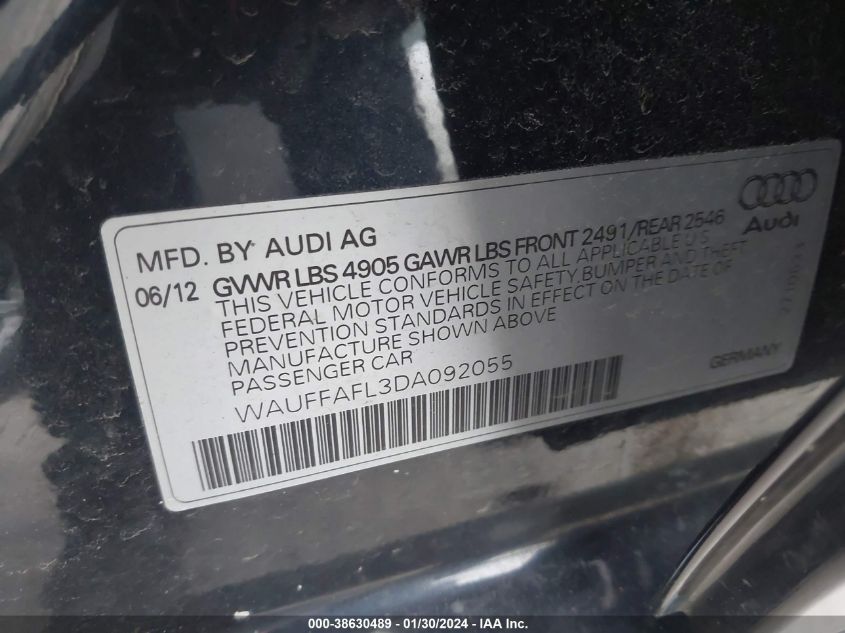 MFD. BY AUDI AG
06/12 GVWR LBS 4905 GAWR LBS FRONT 2491/REAR 2546
THIS VEHICLE CONFORMS TO ALL APPLICABLE U S
FEDERAL MOTOR VEHICLE SAFETY,BUMPER AND THEFT
PREVENTION STANDARDS IN EFFECT ON THE DATE OF
MANUFACTURE SHOWN ABOVE
PASSENGER CAR
WAUFFAFL3DA092055
Audi
GERMANY
000-38630489 - 01/30/2024 - IAA Inc.